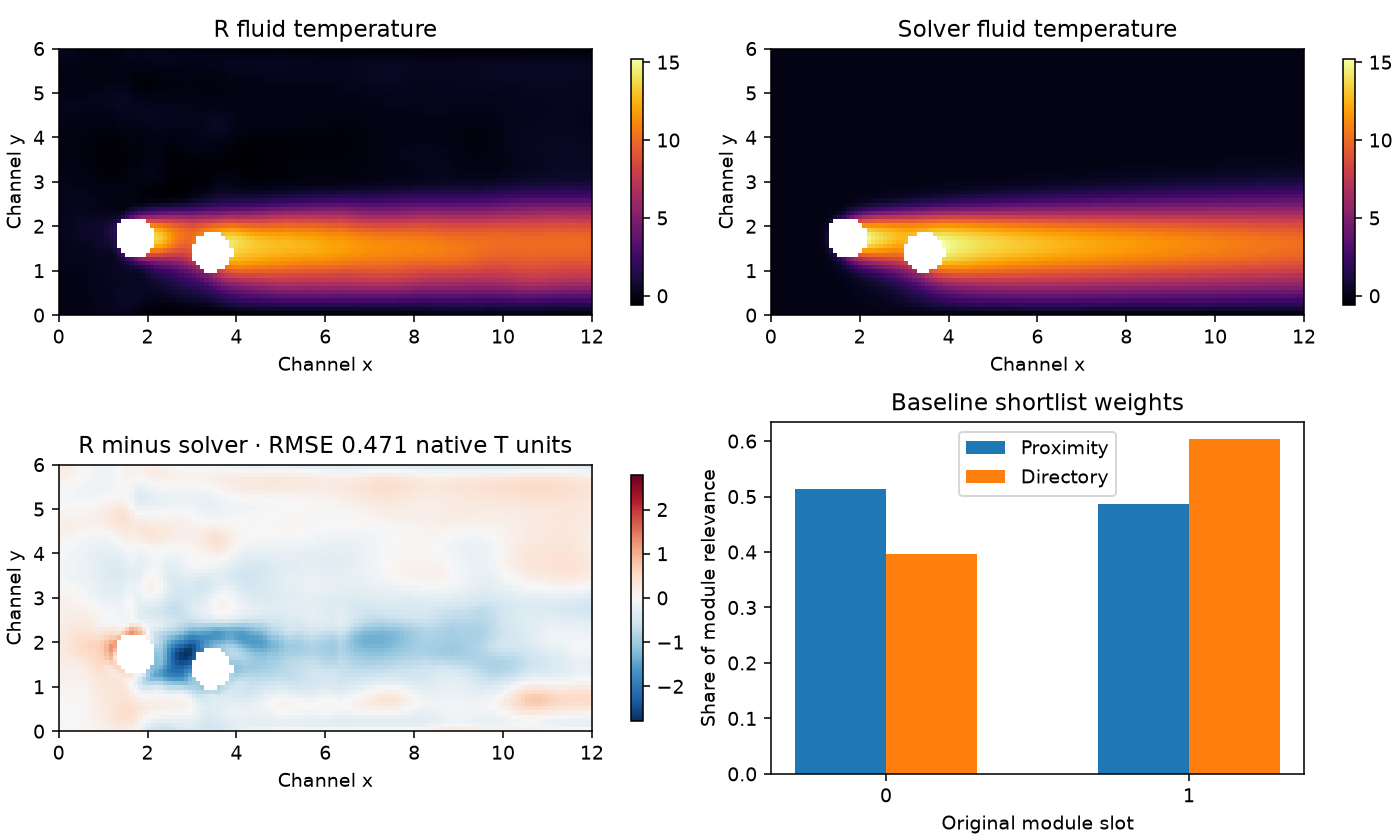 R fluid temperature
6
5
4
3
2
1
0
Channel y
0 2 4 6 8 10 12
Channel x
15
10
5
0
Solver fluid temperature
6
5
4
3
2
1
0
Channel y
0 2 4 6 8 10 12
Channel x
15
10
5
0
R minus solver · RMSE 0.471 native T units
6
5
4
3
2
1
0
Channel y
0 2 4 6 8 10 12
Channel x
2
1
0
−1
−2
Baseline shortlist weights
0.6
0.5
0.4
0.3
0.2
0.1
0.0
Share of module relevance
Proximity
Directory
0 1
Original module slot